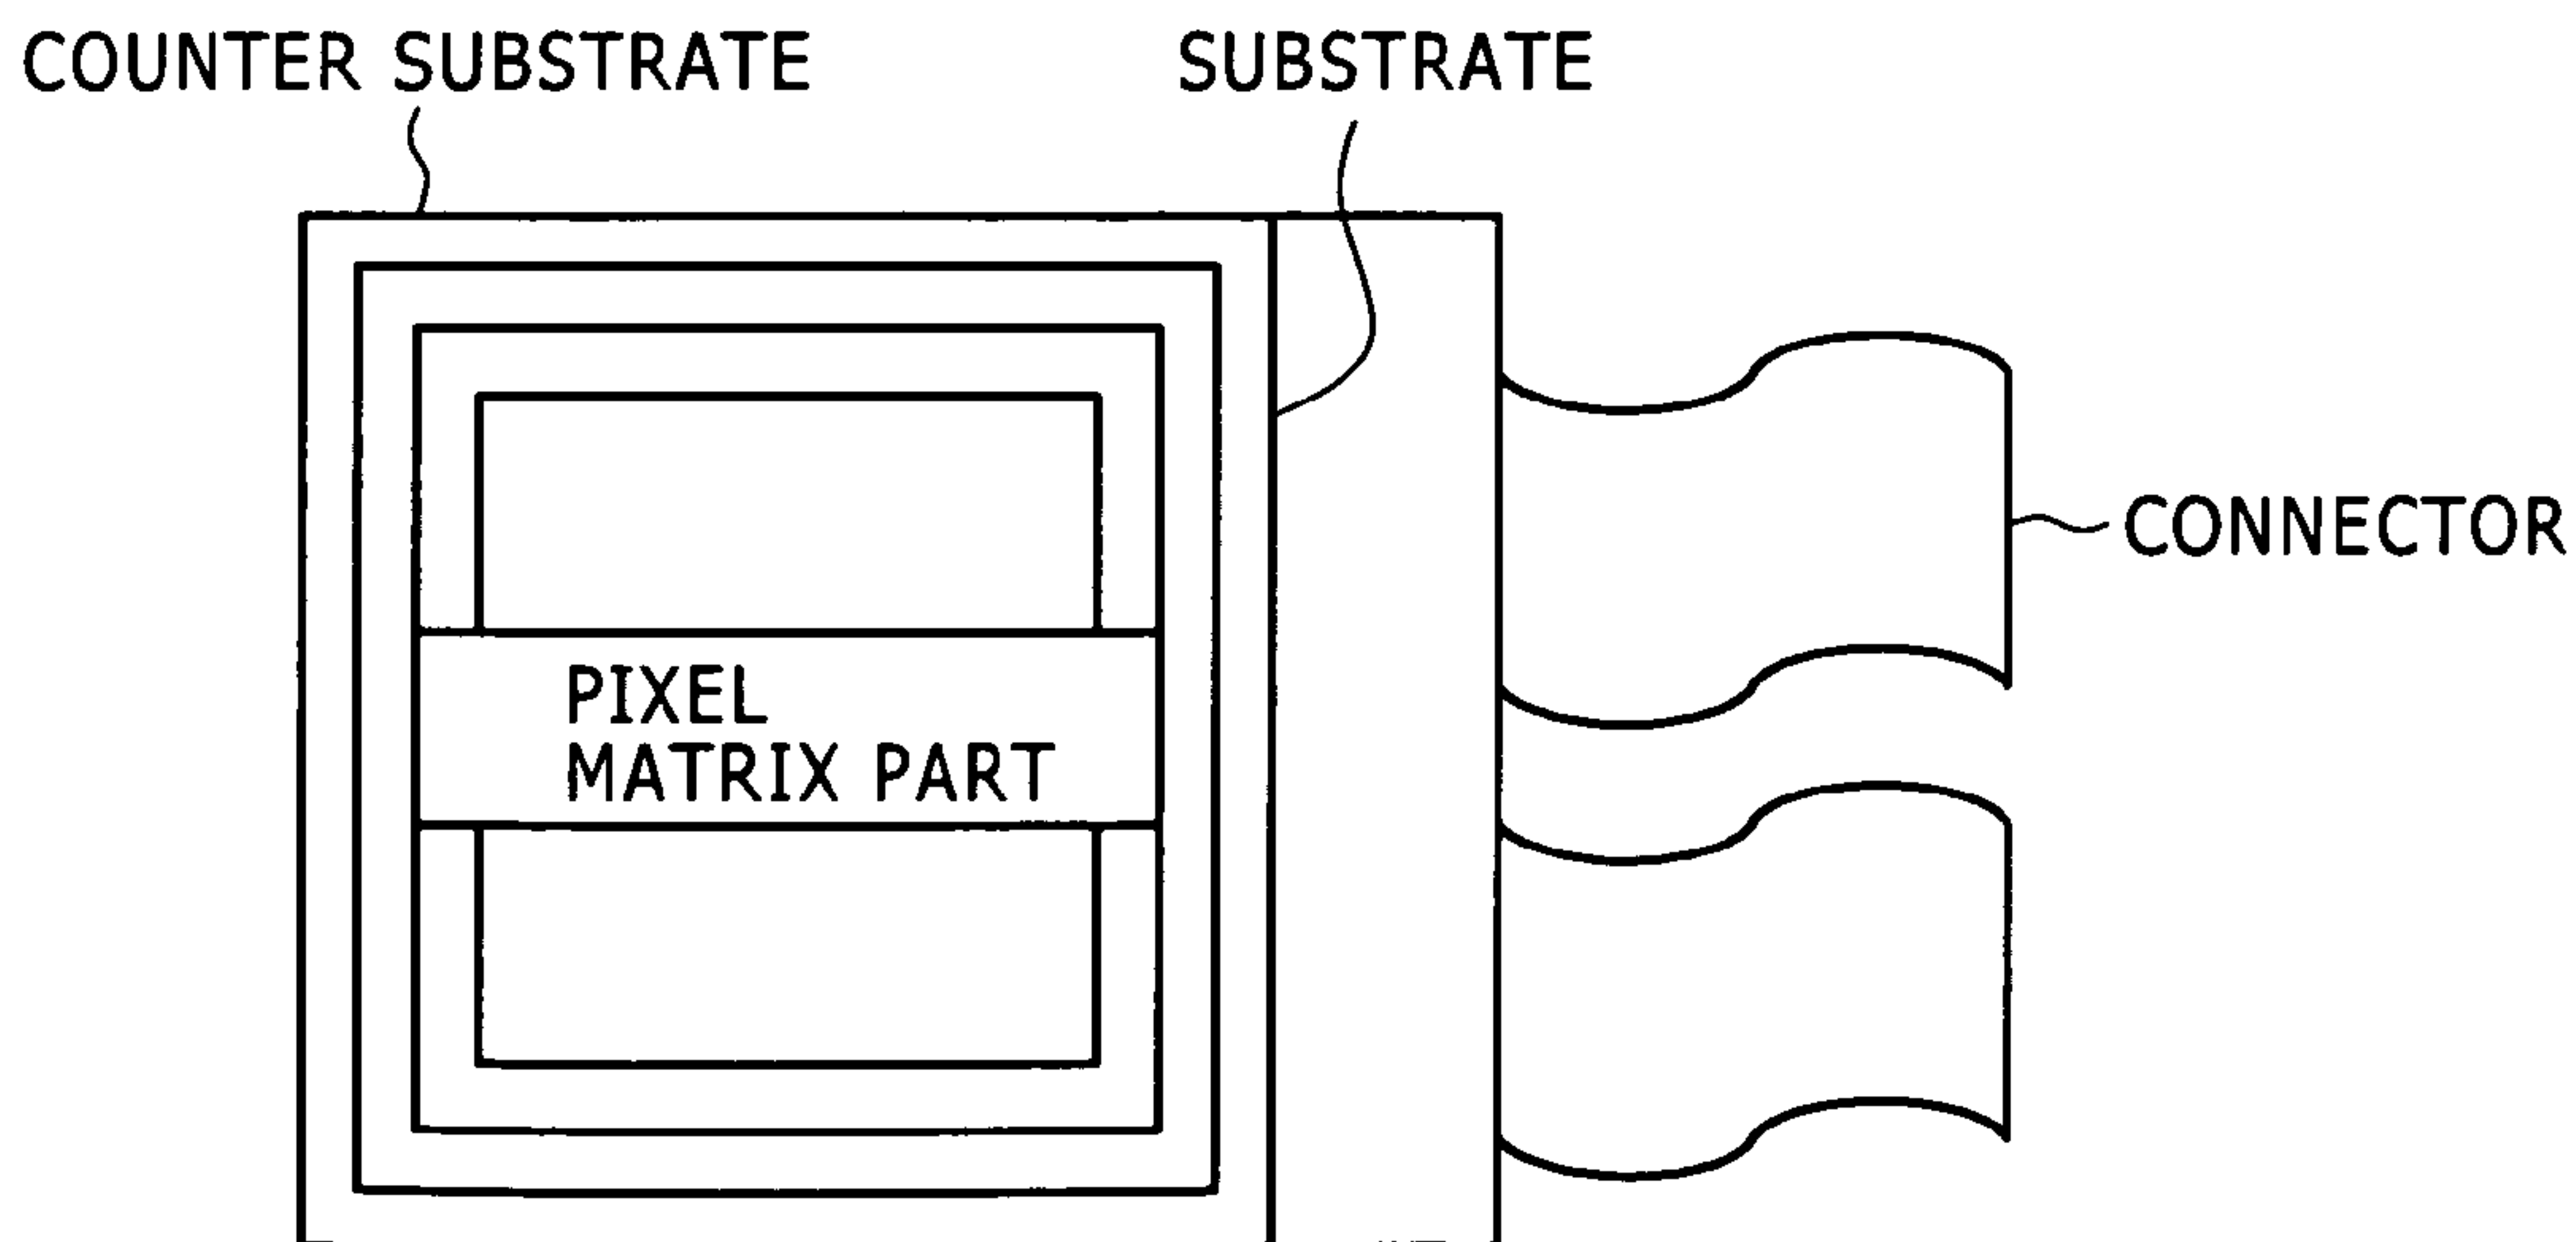 COUNTER SUBSTRATE
SUBSTRATE
CONNECTOR
PIXEL
MATRIX PART